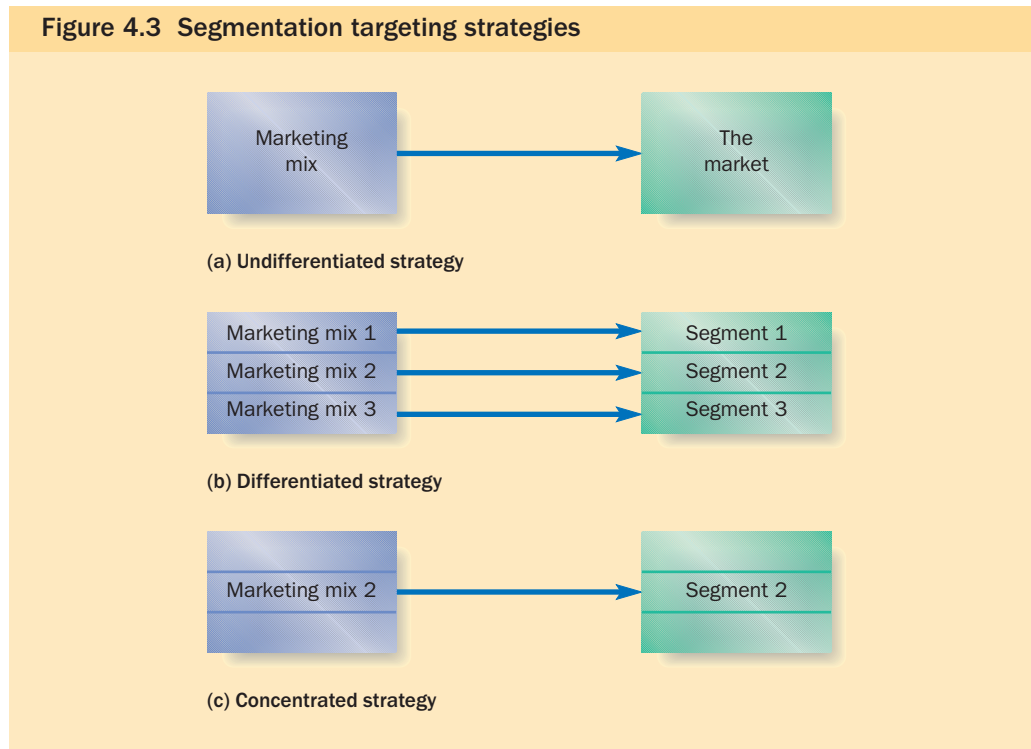 Figure 4.3 Segmentation targeting strategies
Marketing
mix
The
market
(a) Undifferentiated strategy
Marketing mix 1
Segment 1
Marketing mix 2
Segment 2
Marketing mix 3
Segment 3
(b) Differentiated strategy
Marketing mix 2
Segment 2
(c) Concentrated strategy